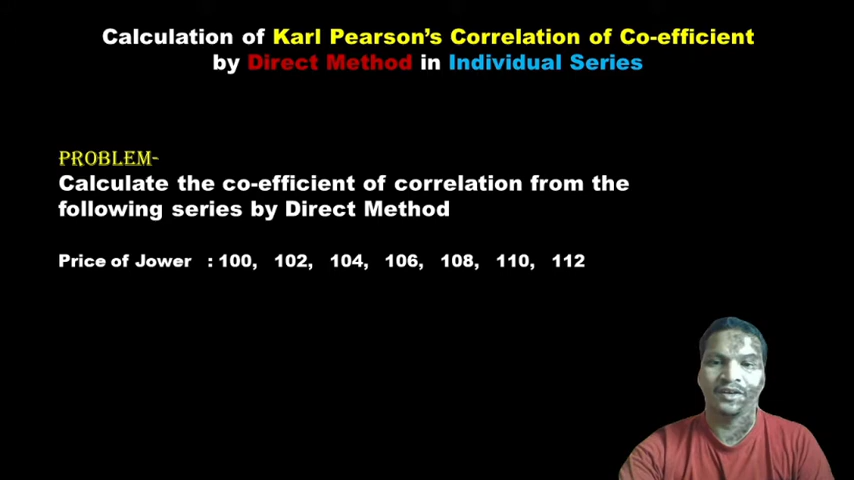 Calculation of Karl Pearson's Correlation of Co-efficient
by Direct Method in Individual Series
PROBLEM-
Calculate the co-efficient of correlation from the
following series by Direct Method
Price of Jower : 100, 102, 104, 106, 108, 110, 112